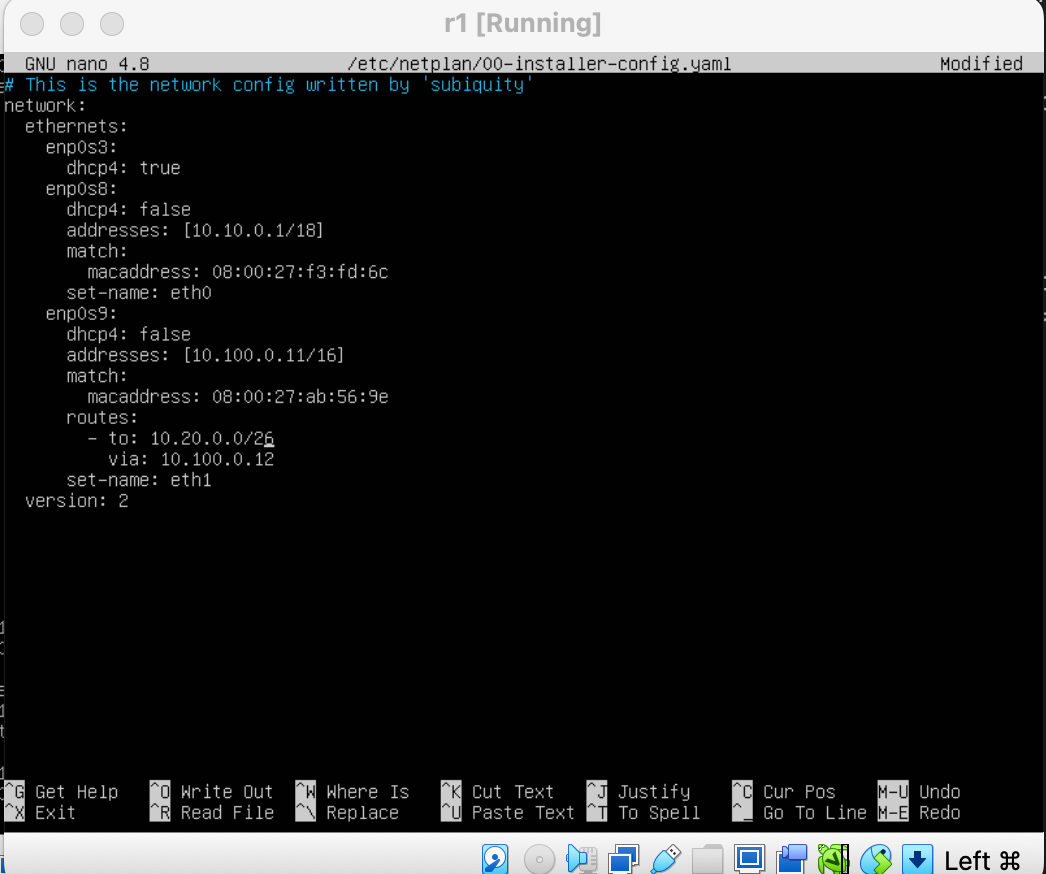 r1 [Running]
GNU nano 4.8 /etc/netplan/00-installer-config.yaml Modified
# This is the network config written by 'subiquity'
network:
  ethernets:
    enp0s3:
      dhcp4: true
    enp0s8:
      dhcp4: false
      addresses: [10.10.0.1/18]
      match:
        macaddress: 08:00:27:f3:fd:6c
      set-name: eth0
    enp0s9:
      dhcp4: false
      addresses: [10.100.0.11/16]
      match:
        macaddress: 08:00:27:ab:56:9e
      routes:
        - to: 10.20.0.0/26
          via: 10.100.0.12
      set-name: eth1
  version: 2
^G Get Help ^O Write Out ^W Where Is ^K Cut Text ^J Justify ^C Cur Pos M-U Undo
^X Exit ^R Read File ^\ Replace ^U Paste Text ^T To Spell ^_ Go To Line M-E Redo
Left ⌘